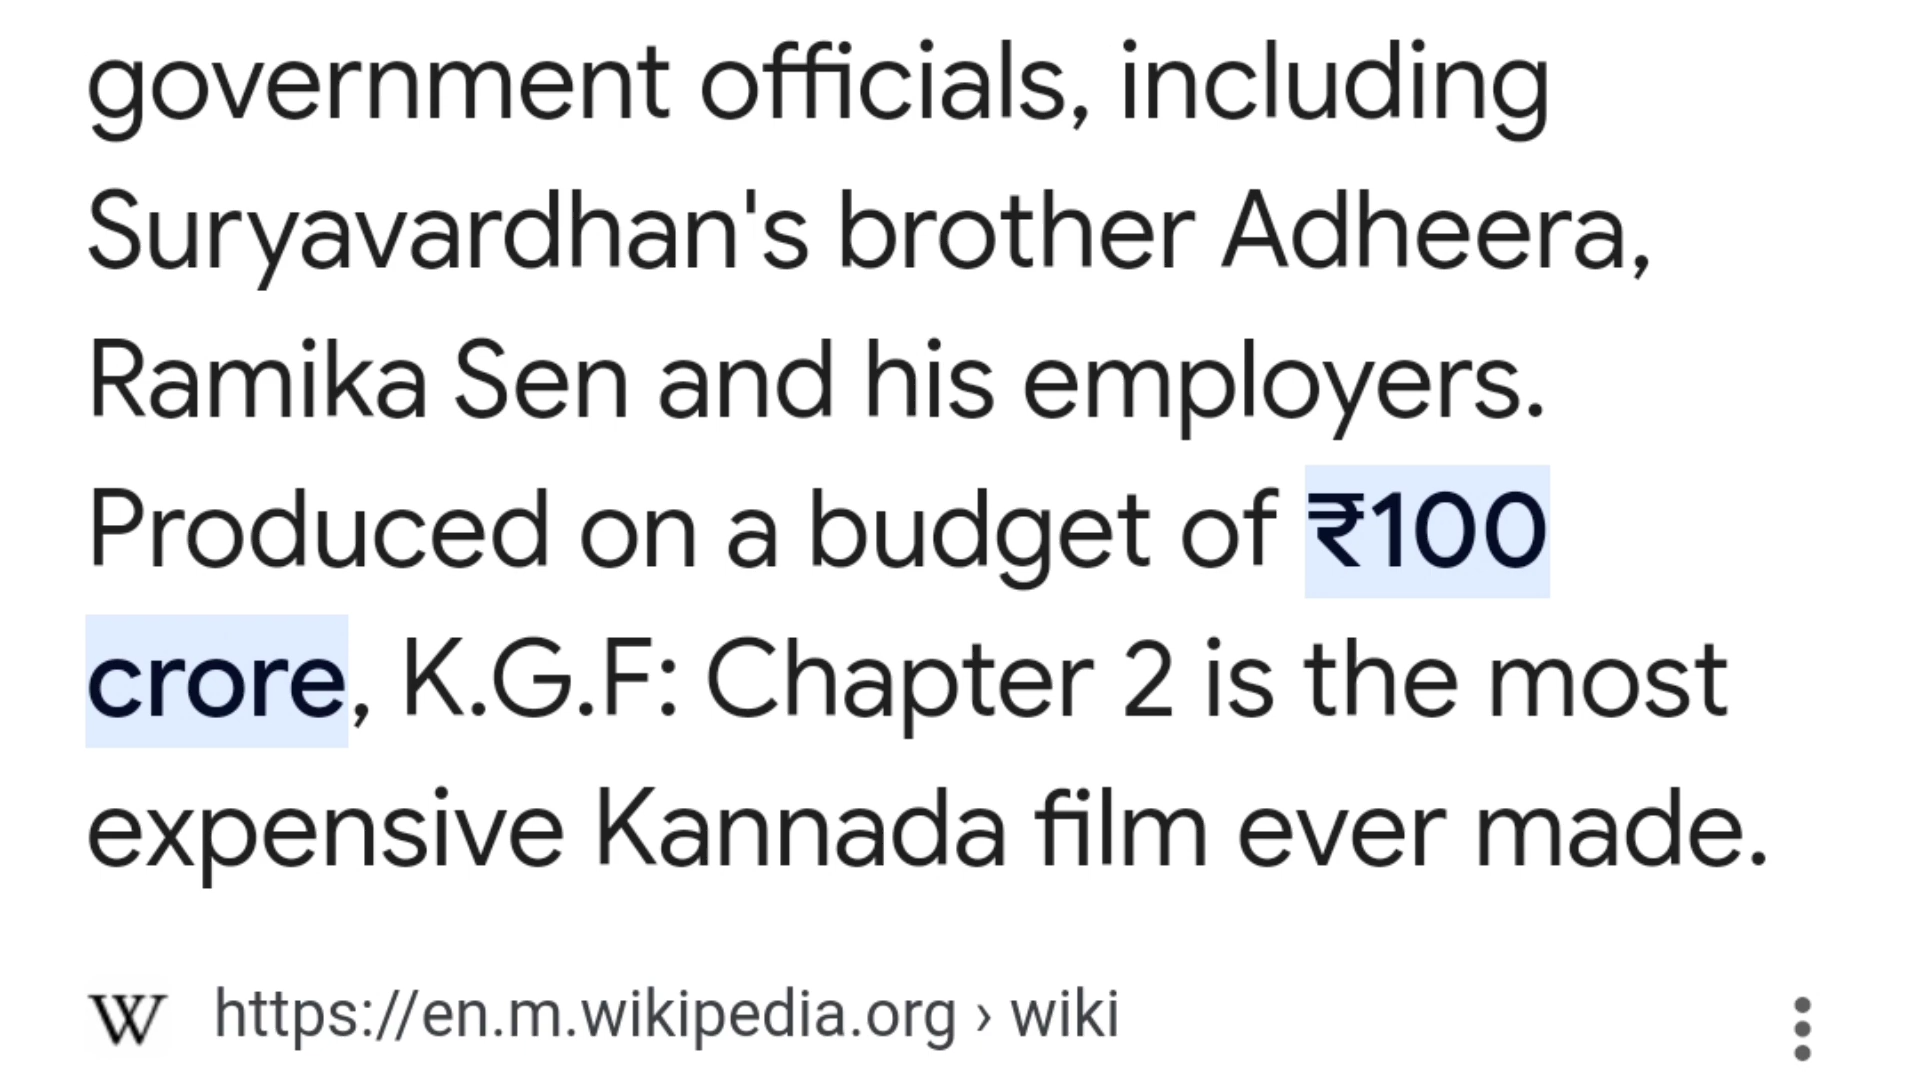 government officials, including
Suryavardhan's brother Adheera,
Ramika Sen and his employers.
Produced on a budget of ₹100
crore, K.G.F: Chapter 2 is the most
expensive Kannada film ever made.
W https://en.m.wikipedia.org › wiki